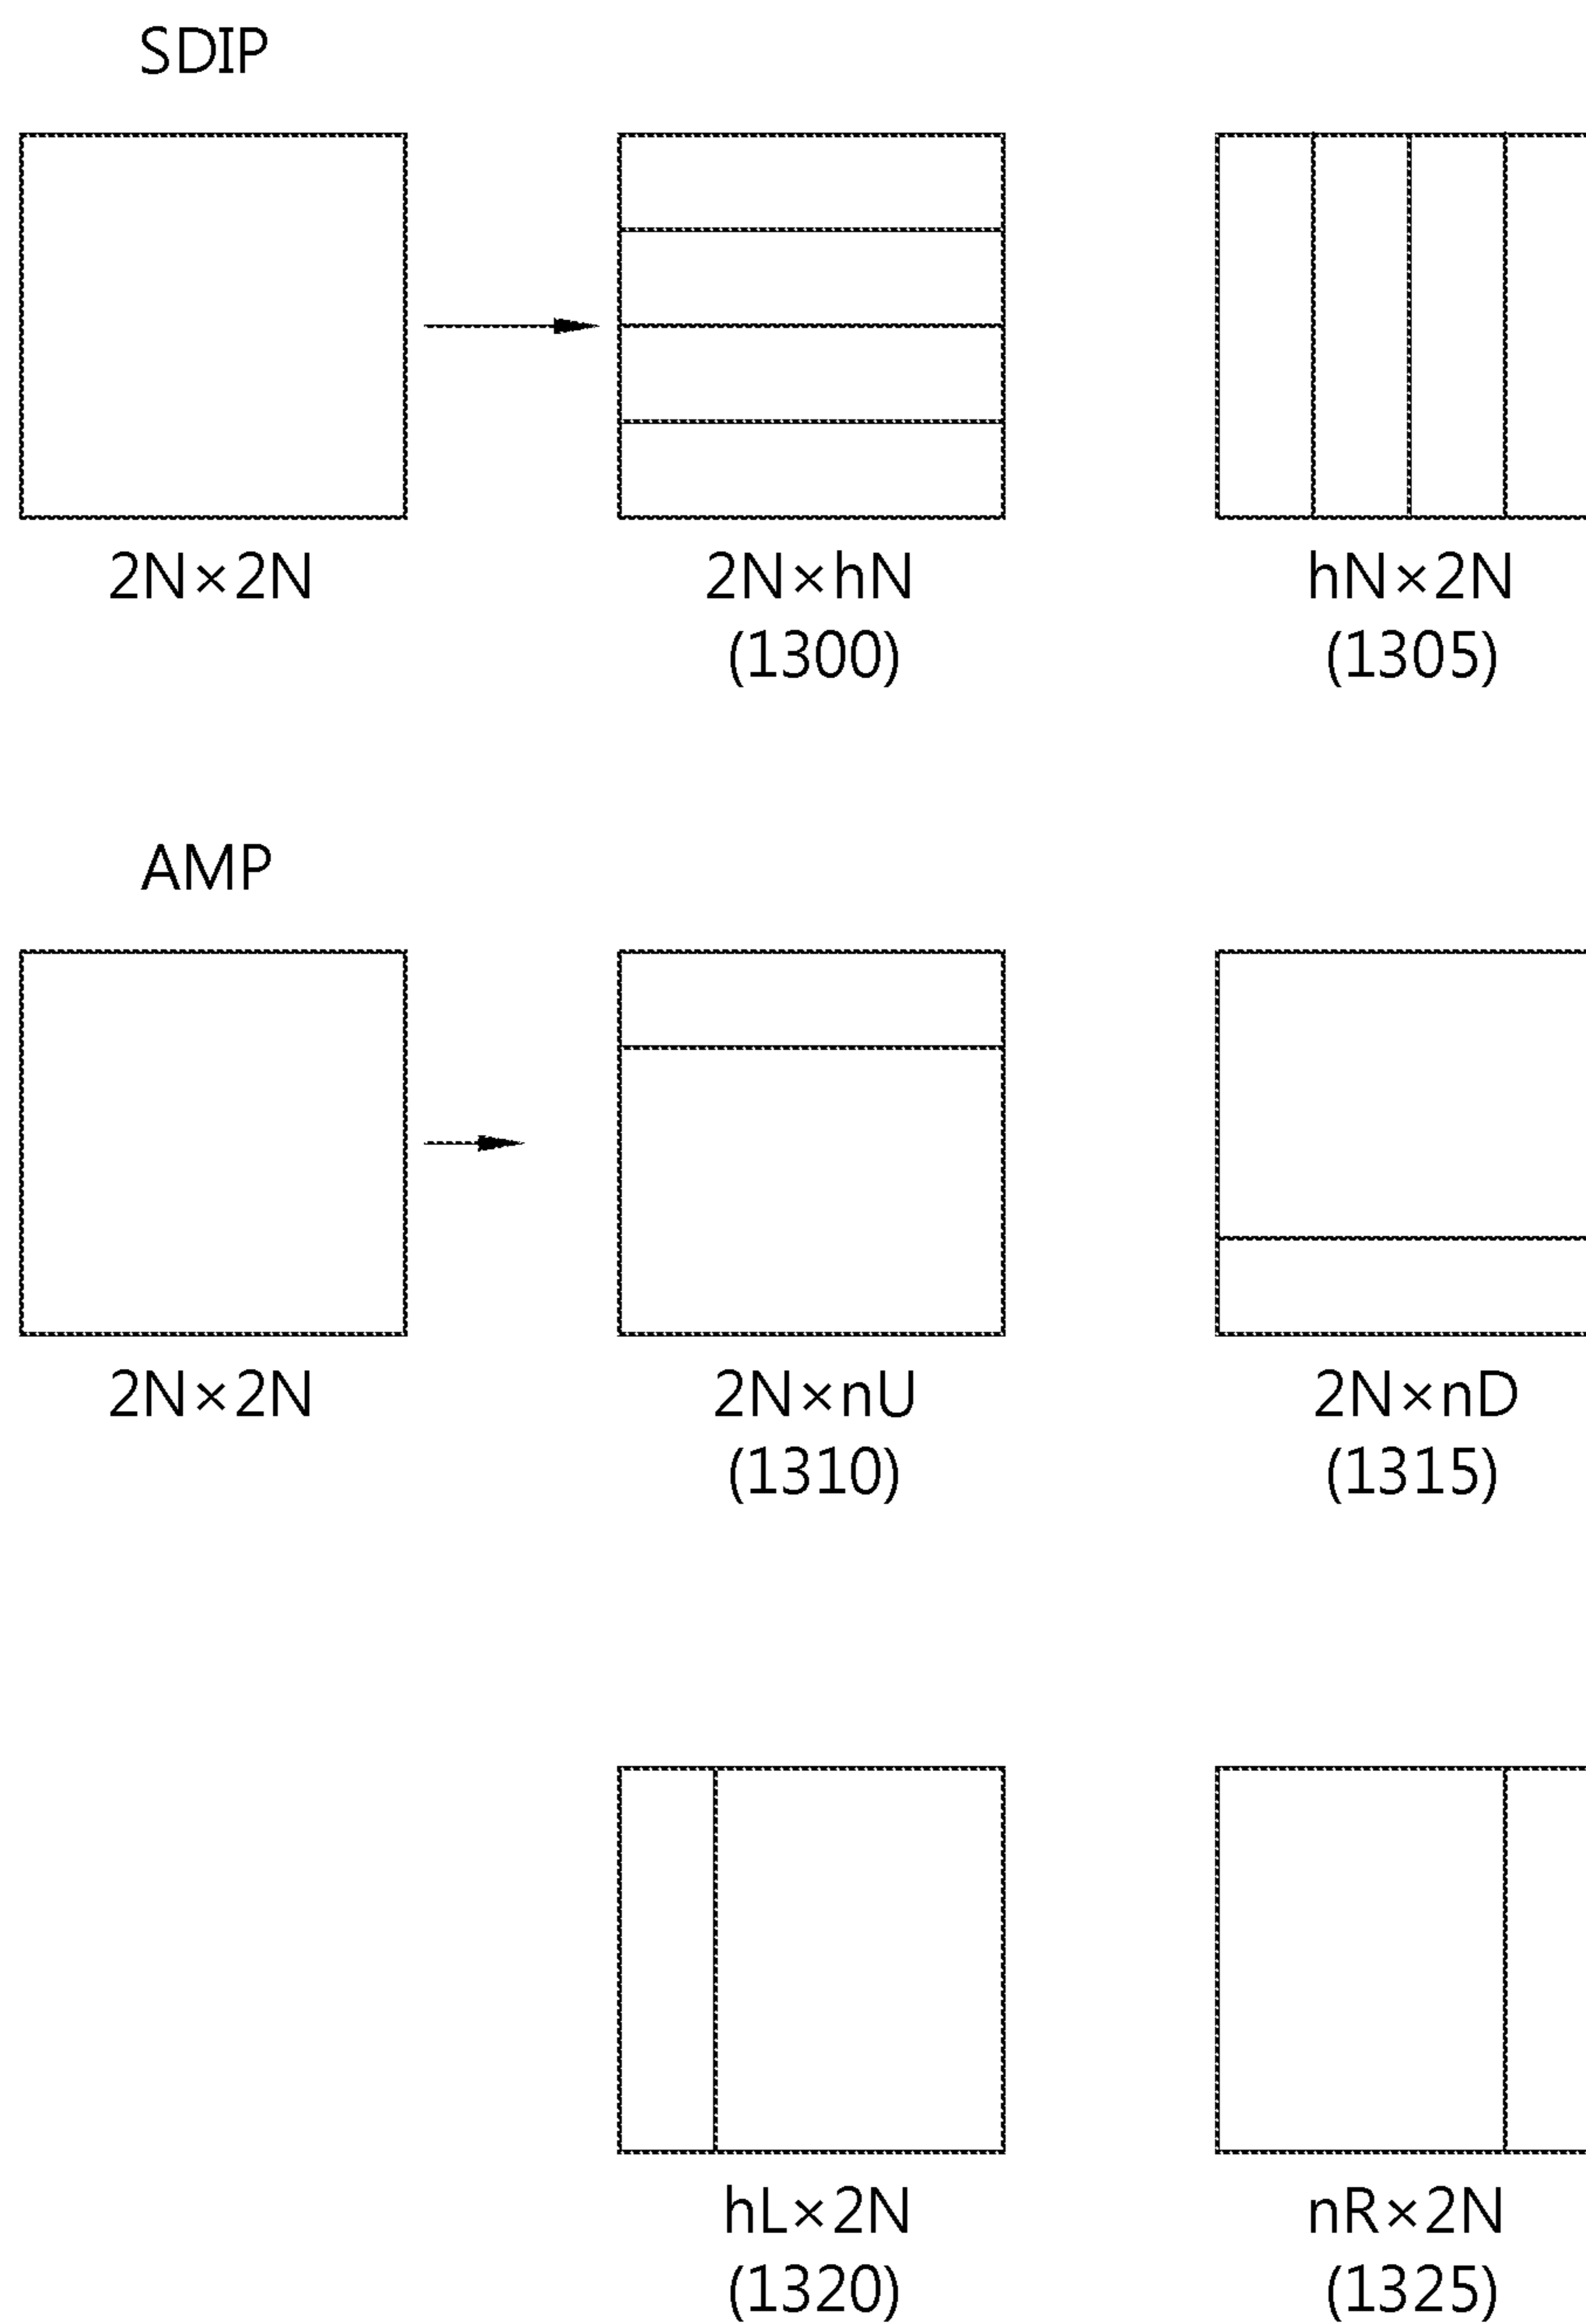 SDIP
2N×2N
2N×hN
hN×2N
(1300)
(1305)
AMP
2N×2N
2N×nU
2N×nD
(1310)
(1315)
hL×2N
nR×2N
(1320)
(1325)